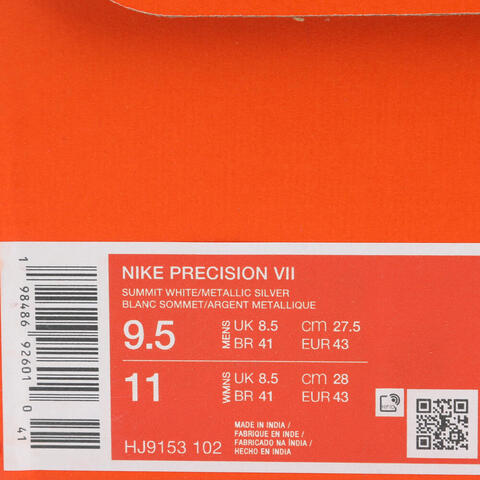 NIKE PRECISION VII
SUMMIT WHITE/METALLIC SILVER
BLANC SOMMET/ARGENT METALLIQUE
9.5 MENS UK 8.5 cm 27.5
BR 41 EUR 43
11 WMNS UK 8.5 cm 28
BR 41 EUR 43
HJ9153 102
MADE IN INDIA /
FABRIQUE EN INDE /
FABRICADO NA INDIA /
HECHO EN INDIA
1 98486 92601 0 41